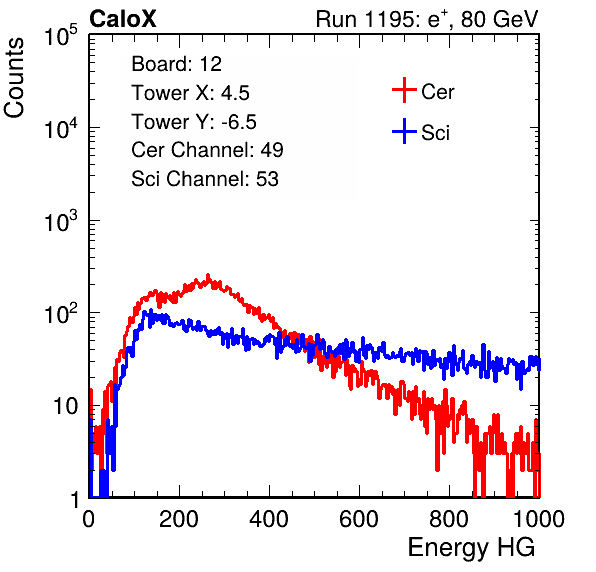 CaloX Run 1195: e⁺, 80 GeV
Counts
10⁵
10⁴
10³
10²
10
1
Board: 12
Tower X: 4.5
Tower Y: -6.5
Cer Channel: 49
Sci Channel: 53
Cer
Sci
0 200 400 600 800 1000
Energy HG